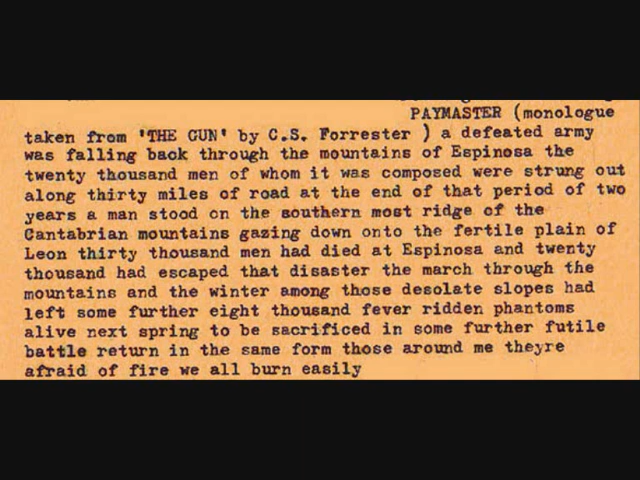 PAYMASTER (monologue
taken from 'THE GUN' by C.S. Forrester ) a defeated army
was falling back through the mountains of Espinosa the
twenty thousand men of whom it was composed were strung out
along thirty miles of road at the end of that period of two
years a man stood on the southern most ridge of the
Cantabrian mountains gazing down onto the fertile plain of
Leon thirty thousand men had died at Espinosa and twenty
thousand had escaped that disaster the march through the
mountains and the winter among those desolate slopes had
left some further eight thousand fever ridden phantoms
alive next spring to be sacrificed in some further futile
battle return in the same form those around me theyre
afraid of fire we all burn easily